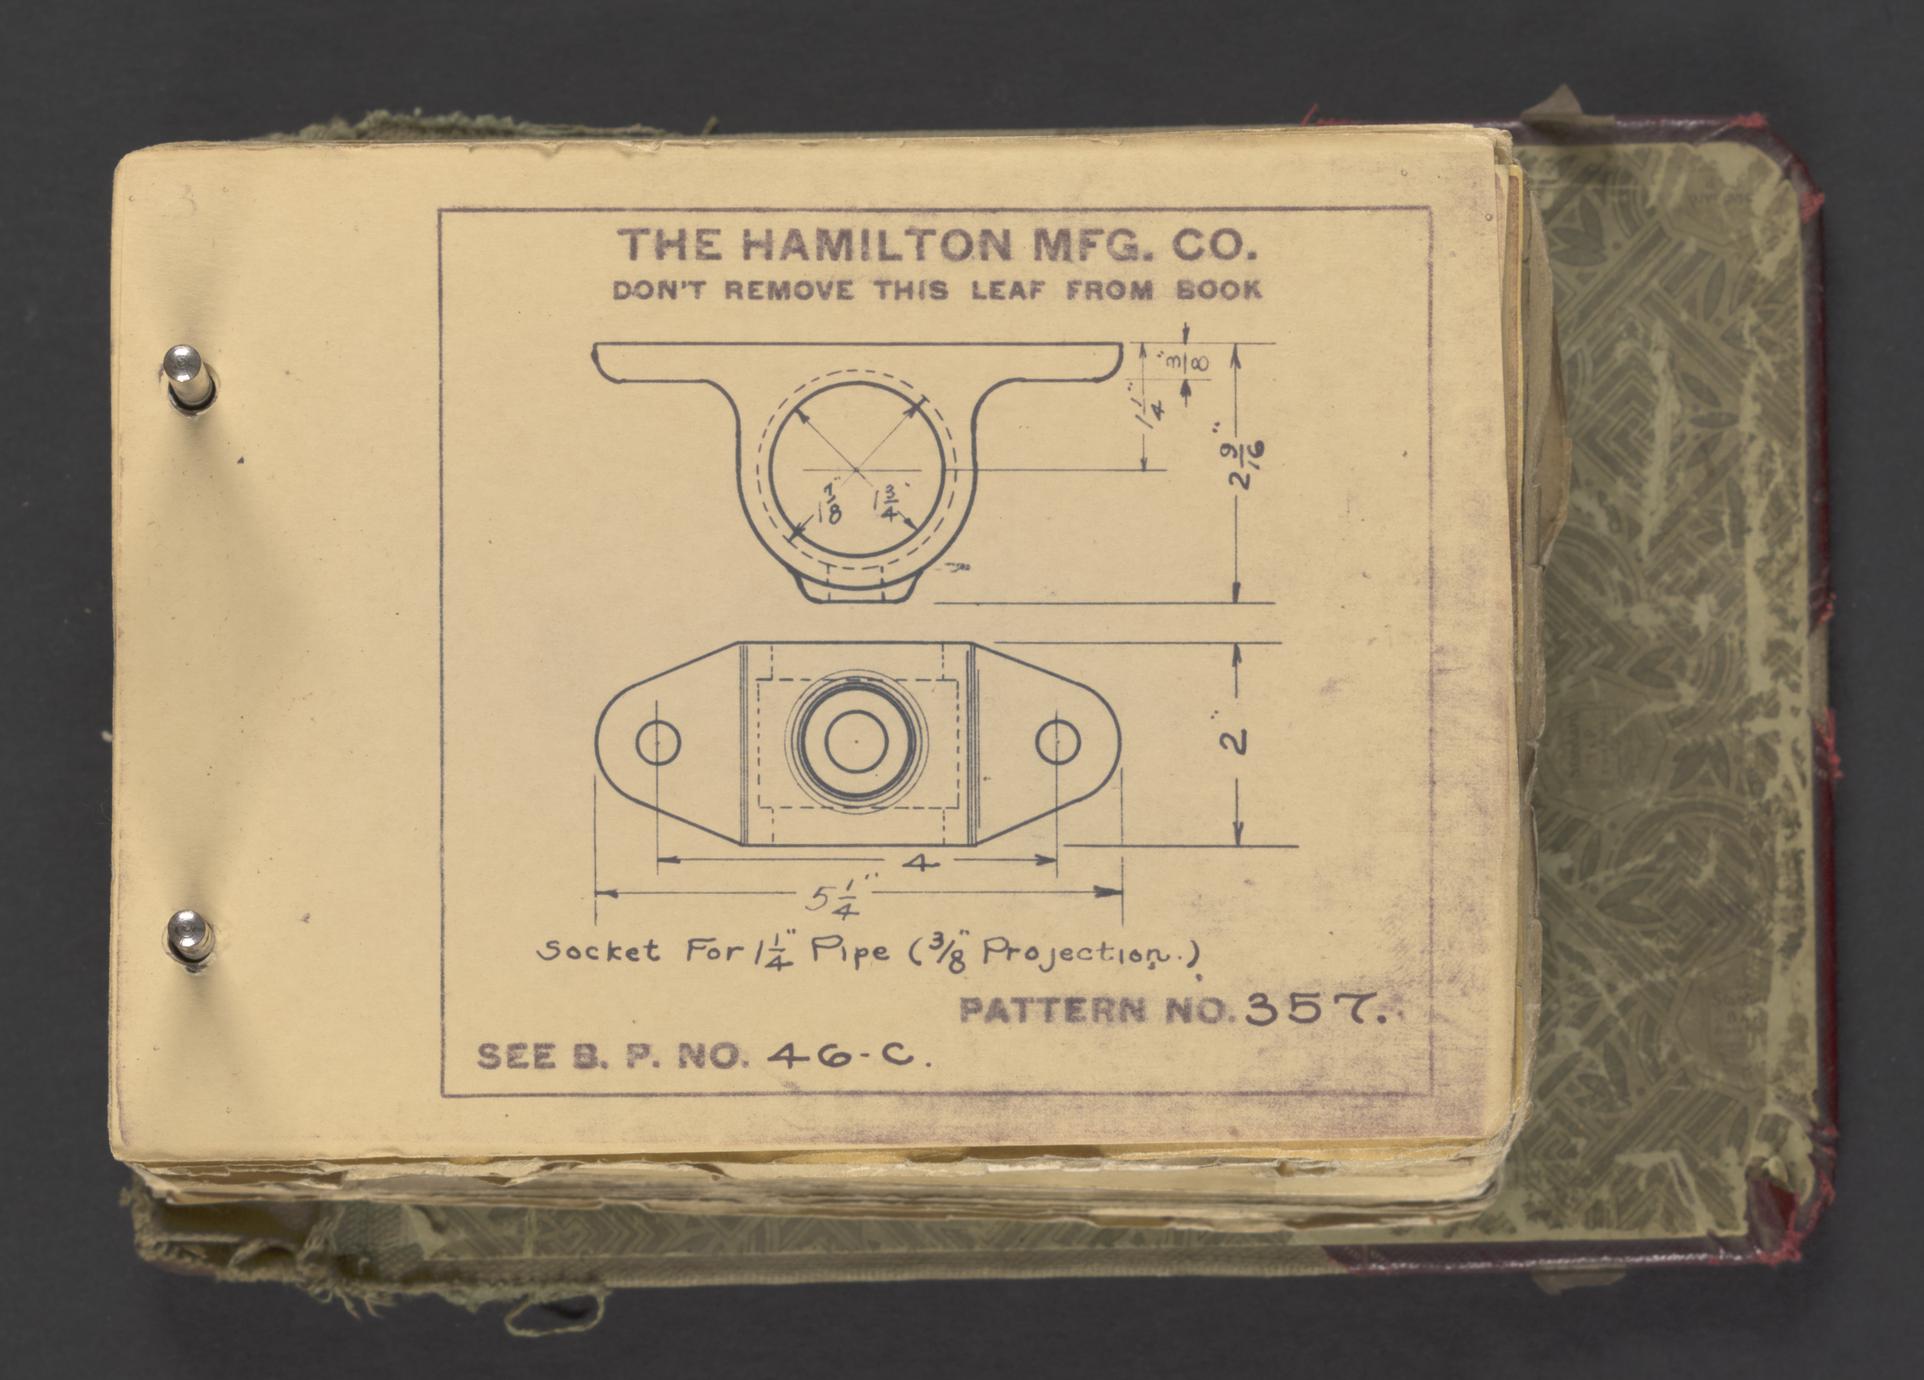 THE HAMILTON MFG. CO.
DON'T REMOVE THIS LEAF FROM BOOK
3/8"
1 1/4"
2 9/16"
1 7/8" 1 3/4"
f
2"
4
5 1/4"
Socket For 1 1/4" Pipe (3/8" Projection.)
PATTERN NO. 357.
SEE B. P. NO. 46-C.